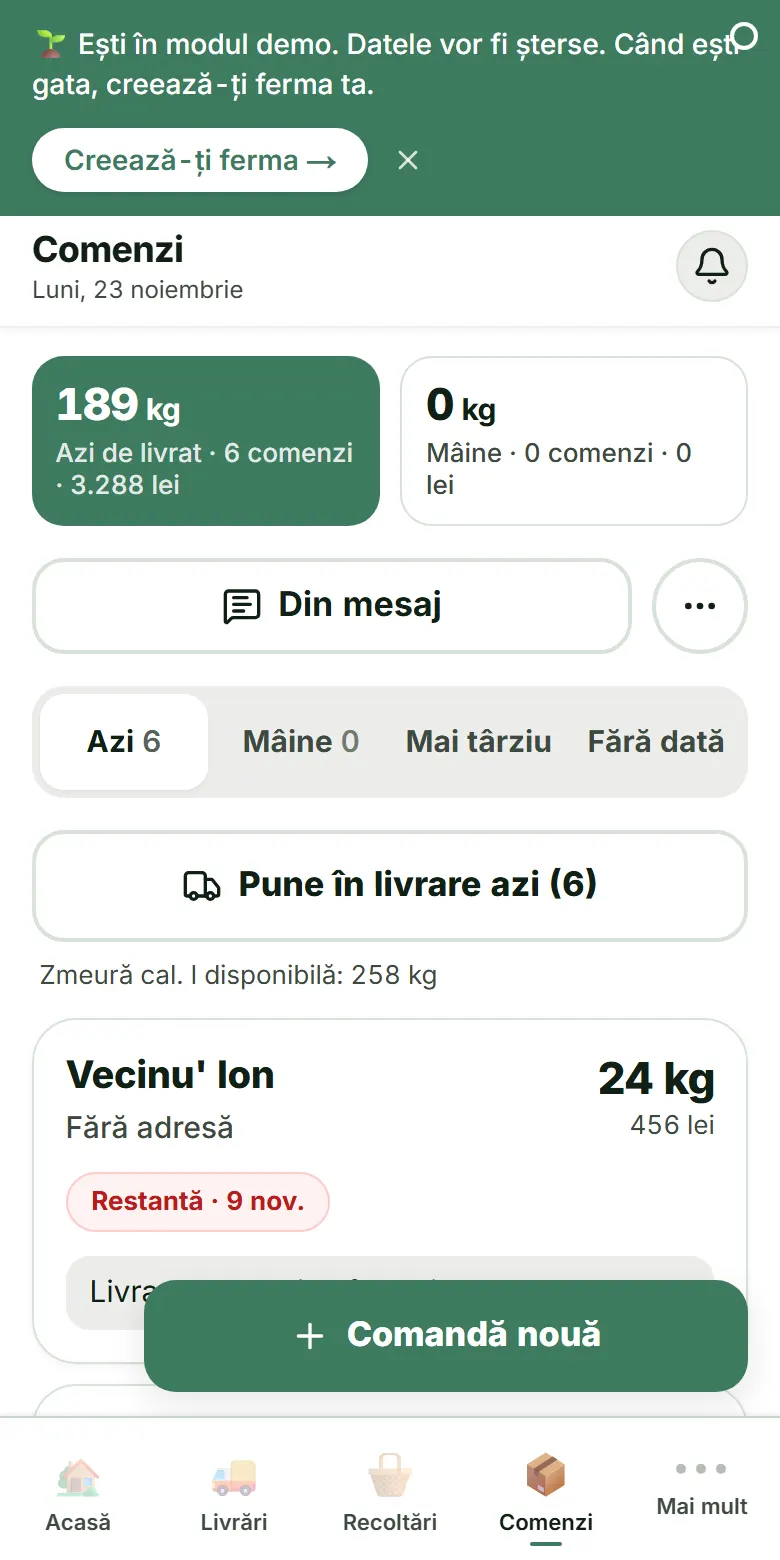 Ești în modul demo. Datele vor fi șterse. Când ești
gata, creează-ți ferma ta.
Creează-ți ferma →
Comenzi
Luni, 23 noiembrie
189 kg
Azi de livrat · 6 comenzi
· 3.288 lei
0 kg
Mâine · 0 comenzi · 0
lei
Din mesaj
Azi 6
Mâine 0
Mai târziu
Fără dată
Pune în livrare azi (6)
Zmeură cal. I disponibilă: 258 kg
Vecinu' Ion
24 kg
Fără adresă
456 lei
Restantă · 9 nov.
Comandă nouă
Acasă
Livrări
Recoltări
Comenzi
Mai mult